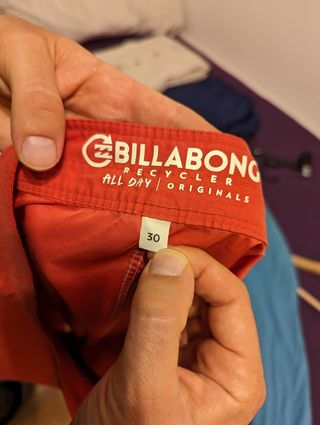 BILLABONG
RECYCLER
ALL DAY | ORIGINALS
30